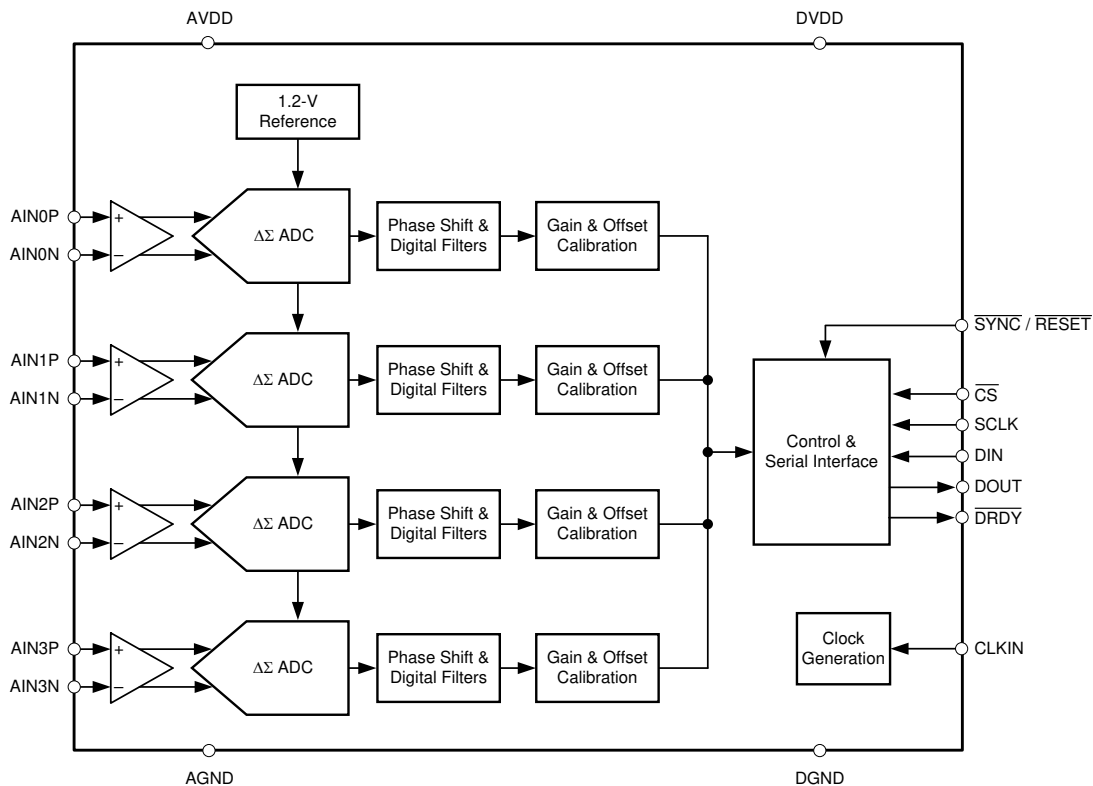 AVDD
DVDD
1.2-V
Reference
AIN0P
+
AIN0N
−
ΔΣ ADC
Phase Shift &
Digital Filters
Gain & Offset
Calibration
SYNC / RESET
AIN1P
+
AIN1N
−
ΔΣ ADC
Phase Shift &
Digital Filters
Gain & Offset
Calibration
CS
SCLK
Control &
Serial Interface
DIN
DOUT
DRDY
AIN2P
+
AIN2N
−
ΔΣ ADC
Phase Shift &
Digital Filters
Gain & Offset
Calibration
AIN3P
+
AIN3N
−
ΔΣ ADC
Phase Shift &
Digital Filters
Gain & Offset
Calibration
Clock
Generation
CLKIN
AGND
DGND